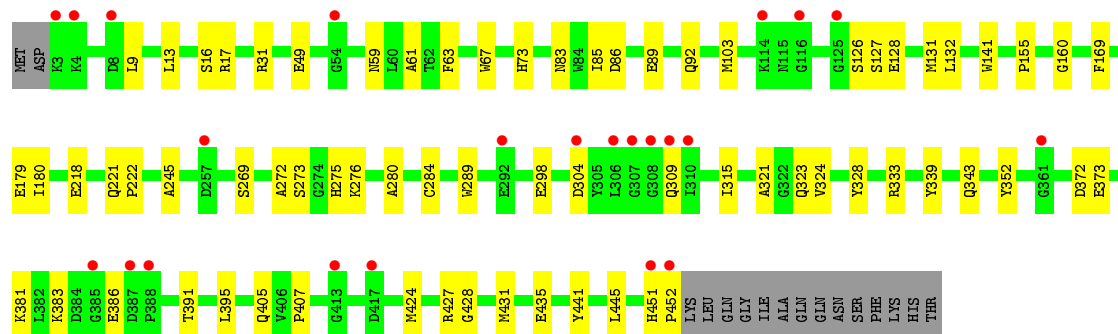 MET ASP K3 K4 D8 L9 L13 S16 R17 R31 E49 G54 N59 L60 A61 T62 F63 W67 H73 N83 W84 I85 D86 E89 Q92 M103 K114 N115 G116 G125 S126 S127 E128 M131 L132 W141 P155 G160 F169
E179 I180 E218 Q221 P222 A245 D257 S269 A272 S273 G274 H275 K276 A280 C284 W289 E292 E298 D304 Y305 L306 G307 G308 Q309 I310 I315 A321 G322 Q323 V324 Y328 R333 Y339 Q343 Y352 G361 D372 E373
K381 L382 K383 D384 G385 E386 D387 P388 T391 L395 Q405 V406 P407 G413 D417 M424 R427 G428 M431 E435 Y441 L445 H451 P452 LYS LEU GLN GLY ILE ALA GLN GLN ASN SER PHE LYS HIS THR